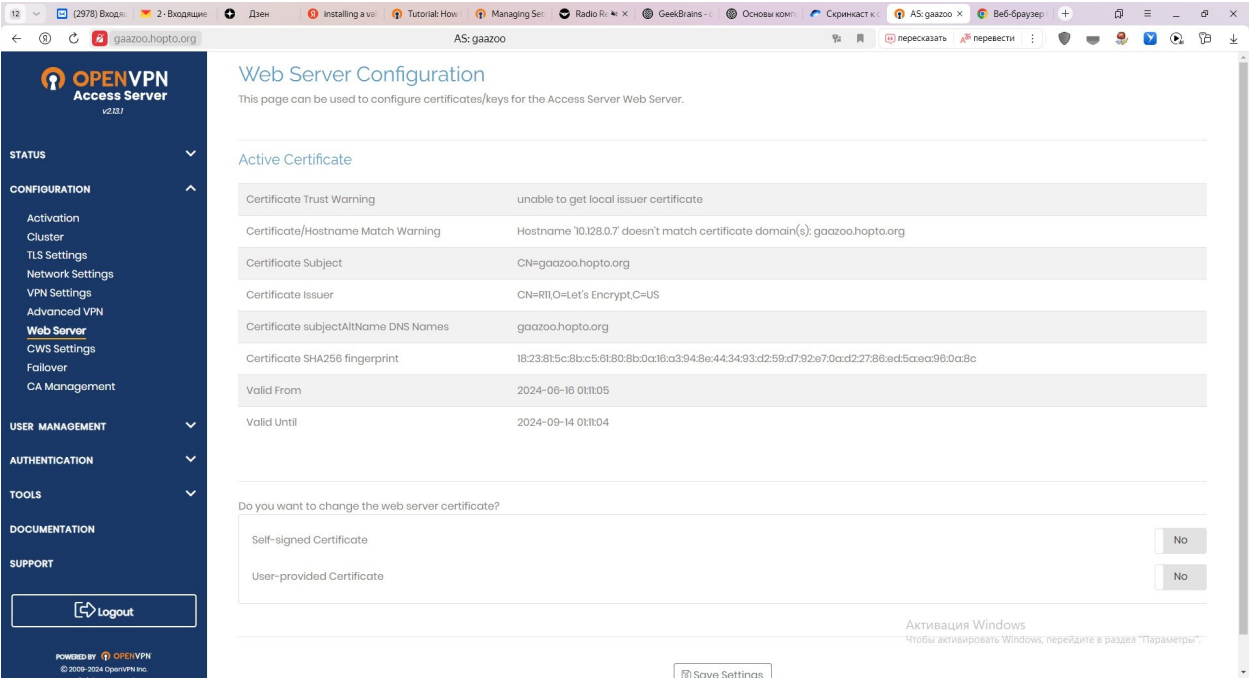 12
(2978) Входящ
2 · Входящие
Дзен
installing a val
Tutorial: How
Managing Set
Radio Re
GeekBrains - с
Основы комп
Скринкаст к с
AS: gaazoo
Веб-браузер
gaazoo.hopto.org
AS: gaazoo
пересказать
перевести
OPENVPN
Access Server
v2.13.1
STATUS
CONFIGURATION
Activation
Cluster
TLS Settings
Network Settings
VPN Settings
Advanced VPN
Web Server
CWS Settings
Failover
CA Management
USER MANAGEMENT
AUTHENTICATION
TOOLS
DOCUMENTATION
SUPPORT
Logout
POWERED BY OPENVPN
© 2009-2024 OpenVPN Inc.
Web Server Configuration
This page can be used to configure certificates/keys for the Access Server Web Server.
Active Certificate
Certificate Trust Warning unable to get local issuer certificate
Certificate/Hostname Match Warning Hostname '10.128.0.7' doesn't match certificate domain(s): gaazoo.hopto.org
Certificate Subject CN=gaazoo.hopto.org
Certificate Issuer CN=R11,O=Let's Encrypt,C=US
Certificate subjectAltName DNS Names gaazoo.hopto.org
Certificate SHA256 fingerprint 18:23:81:5c:8b:c5:61:80:8b:0a:16:a3:94:8e:44:34:93:d2:59:d7:92:e7:0a:d2:27:86:ed:5a:ea:96:0a:8c
Valid From 2024-06-16 01:11:05
Valid Until 2024-09-14 01:11:04
Do you want to change the web server certificate?
Self-signed Certificate No
User-provided Certificate No
Активация Windows
Чтобы активировать Windows, перейдите в раздел "Параметры".
Save Settings